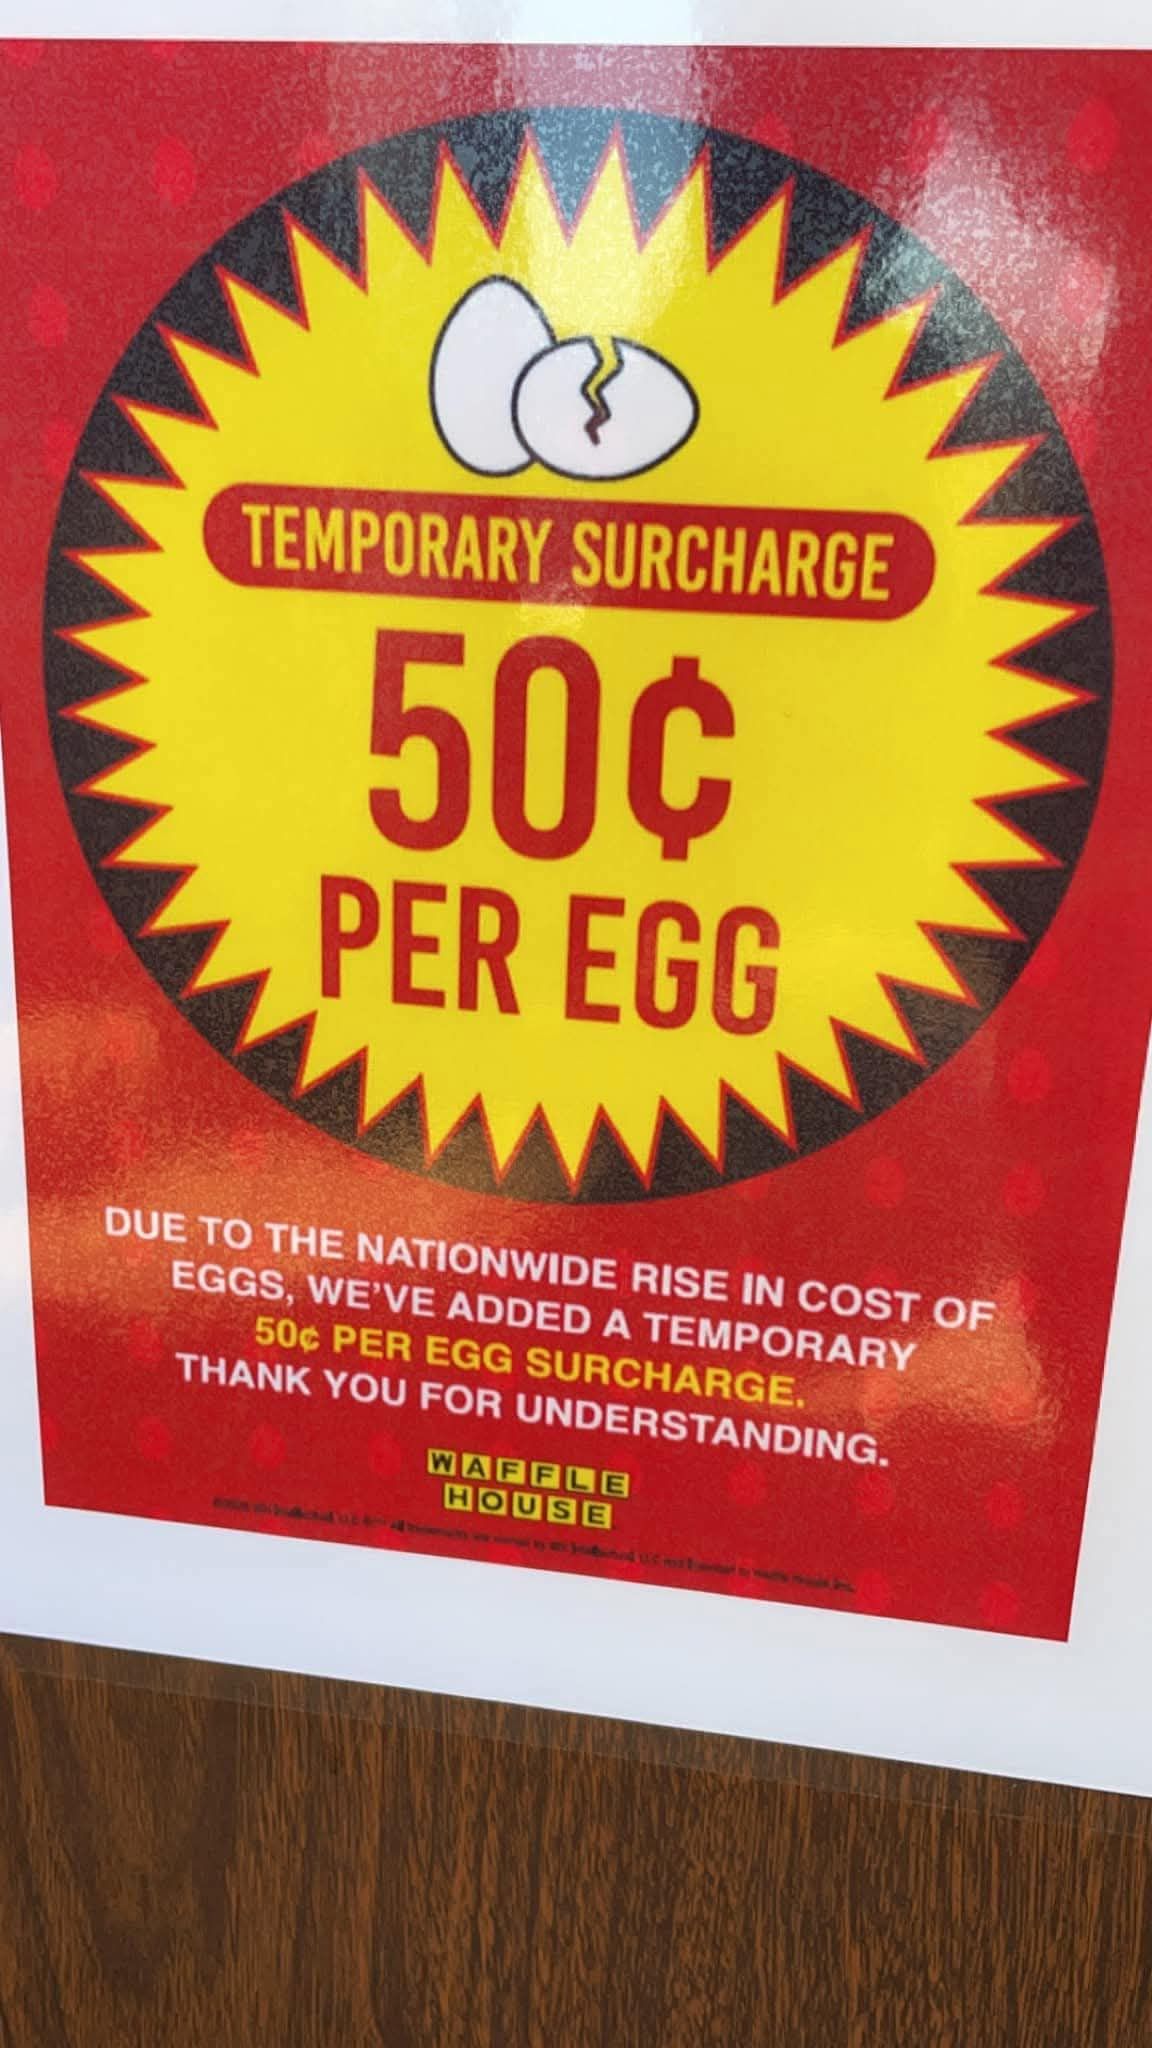 TEMPORARY SURCHARGE
50¢
PER EGG
DUE TO THE NATIONWIDE RISE IN COST OF
EGGS, WE'VE ADDED A TEMPORARY
50¢ PER EGG SURCHARGE.
THANK YOU FOR UNDERSTANDING.
WAFFLE
HOUSE